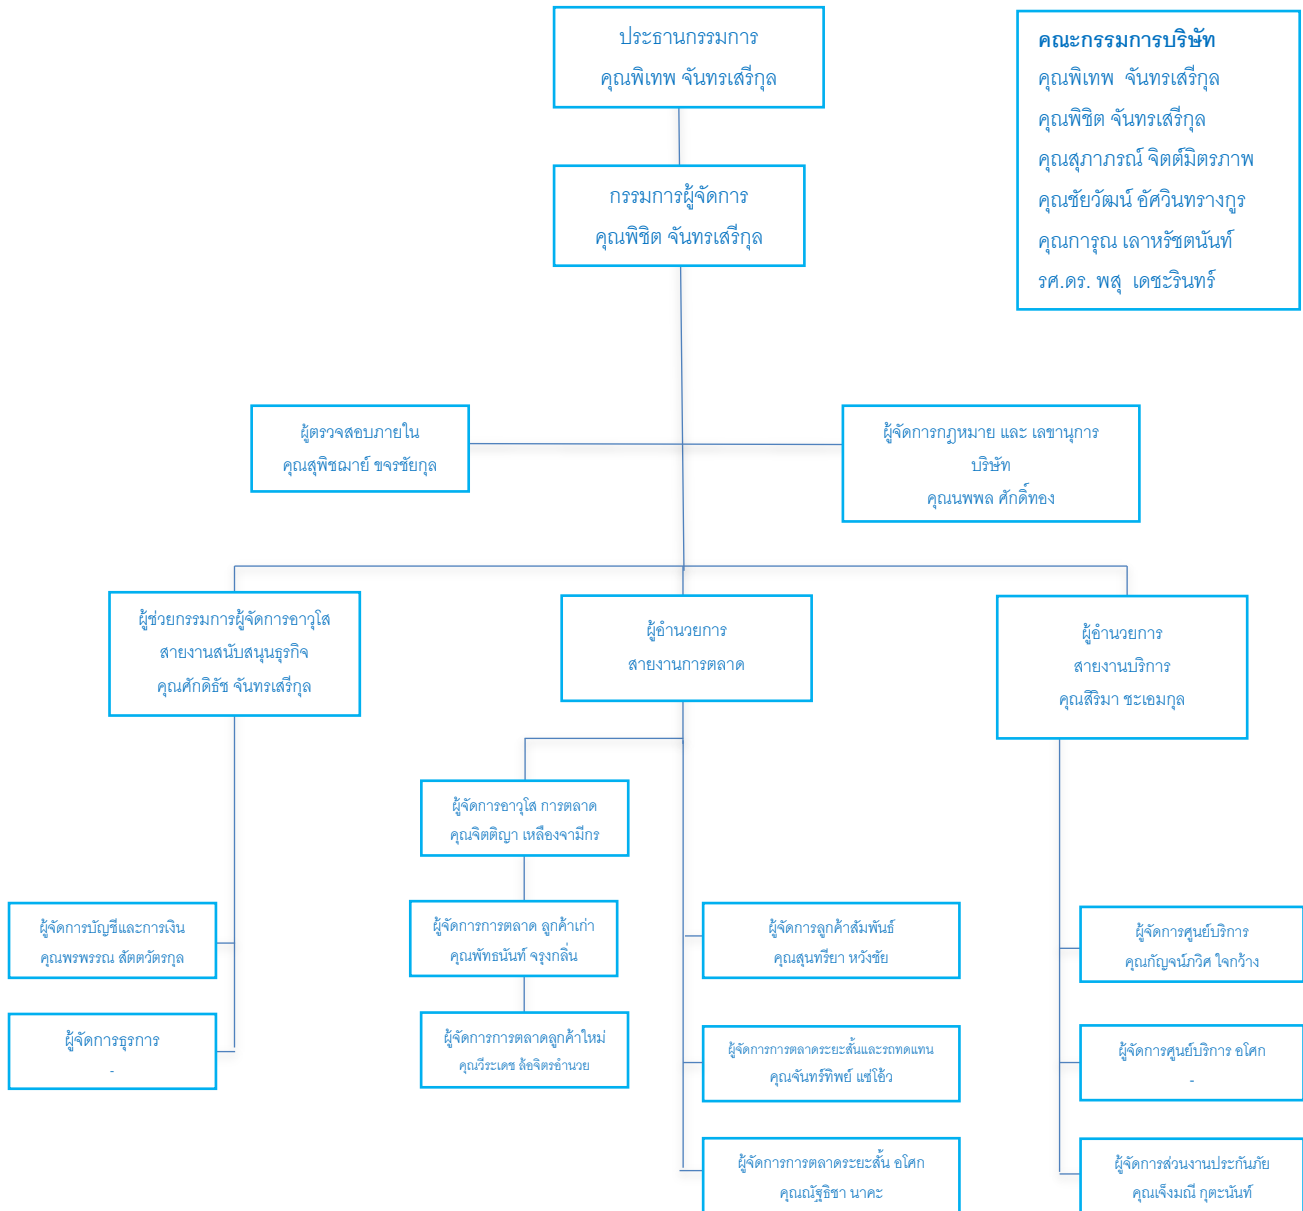 ประธานกรรมการ
คุณพิเทพ จันทรเสรีกุล
คณะกรรมการบริษัท
คุณพิเทพ จันทรเสรีกุล
คุณพิชิต จันทรเสรีกุล
คุณสุภาภรณ์ จิตต์มิตรภาพ
คุณชัยวัฒน์ อัศวินทรางกูร
คุณการุณ เลาหรัชตนันท์
รศ.ดร. พสุ เดชะรินทร์
กรรมการผู้จัดการ
คุณพิชิต จันทรเสรีกุล
ผู้ตรวจสอบภายใน
คุณสุพิชฌาย์ ขจรชัยกุล
ผู้จัดการกฎหมาย และ เลขานุการ
บริษัท
คุณนพพล ศักดิ์ทอง
ผู้ช่วยกรรมการผู้จัดการอาวุโส
สายงานสนับสนุนธุรกิจ
คุณศักดิธัช จันทรเสรีกุล
ผู้อำนวยการ
สายงานการตลาด
ผู้อำนวยการ
สายงานบริการ
คุณสิริมา ชะเอมกุล
ผู้จัดการอาวุโส การตลาด
คุณจิตติญา เหลืองจามีกร
ผู้จัดการบัญชีและการเงิน
คุณพรพรรณ สัตตวัตรกุล
ผู้จัดการการตลาด ลูกค้าเก่า
คุณพัทธนันท์ จรุงกลิ่น
ผู้จัดการลูกค้าสัมพันธ์
คุณสุนทรียา หวังชัย
ผู้จัดการศูนย์บริการ
คุณกัญจน์ภวิศ ใจกว้าง
ผู้จัดการธุรการ
-
ผู้จัดการการตลาดลูกค้าใหม่
คุณวีระเดช ล้อจิตรอำนวย
ผู้จัดการการตลาดระยะสั้นและรถทดแทน
คุณจันทร์ทิพย์ แซ่โอ้ว
ผู้จัดการศูนย์บริการ อโศก
-
ผู้จัดการการตลาดระยะสั้น อโศก
คุณณัฐธิชา นาคะ
ผู้จัดการส่วนงานประกันภัย
คุณเจ็งมณี กุตะนันท์